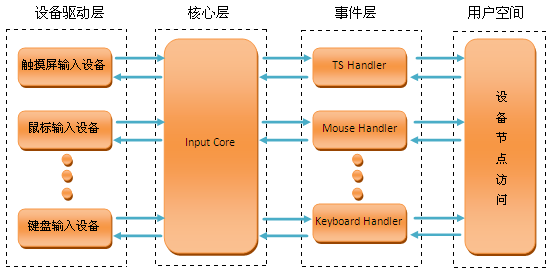 设备驱动层
核心层
事件层
用户空间
触摸屏输入设备
鼠标输入设备
键盘输入设备
Input Core
TS Handler
Mouse Handler
Keyboard Handler
设
备
节
点
访
问